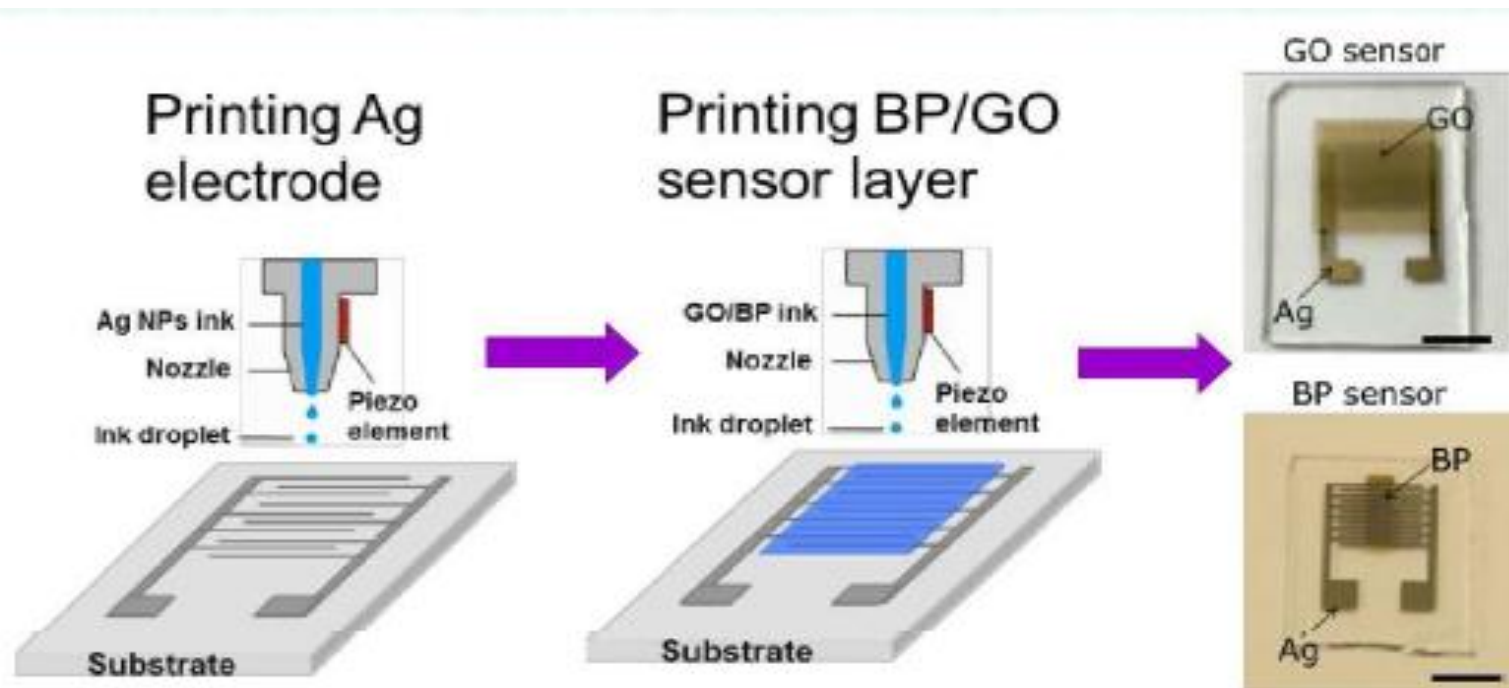 Printing Ag
electrode
Ag NPs ink
Nozzle
Piezo
element
Ink droplet
Substrate
Printing BP/GO
sensor layer
GO/BP ink
Nozzle
Piezo
element
Ink droplet
Substrate
GO sensor
GO
Ag
BP sensor
BP
Ag